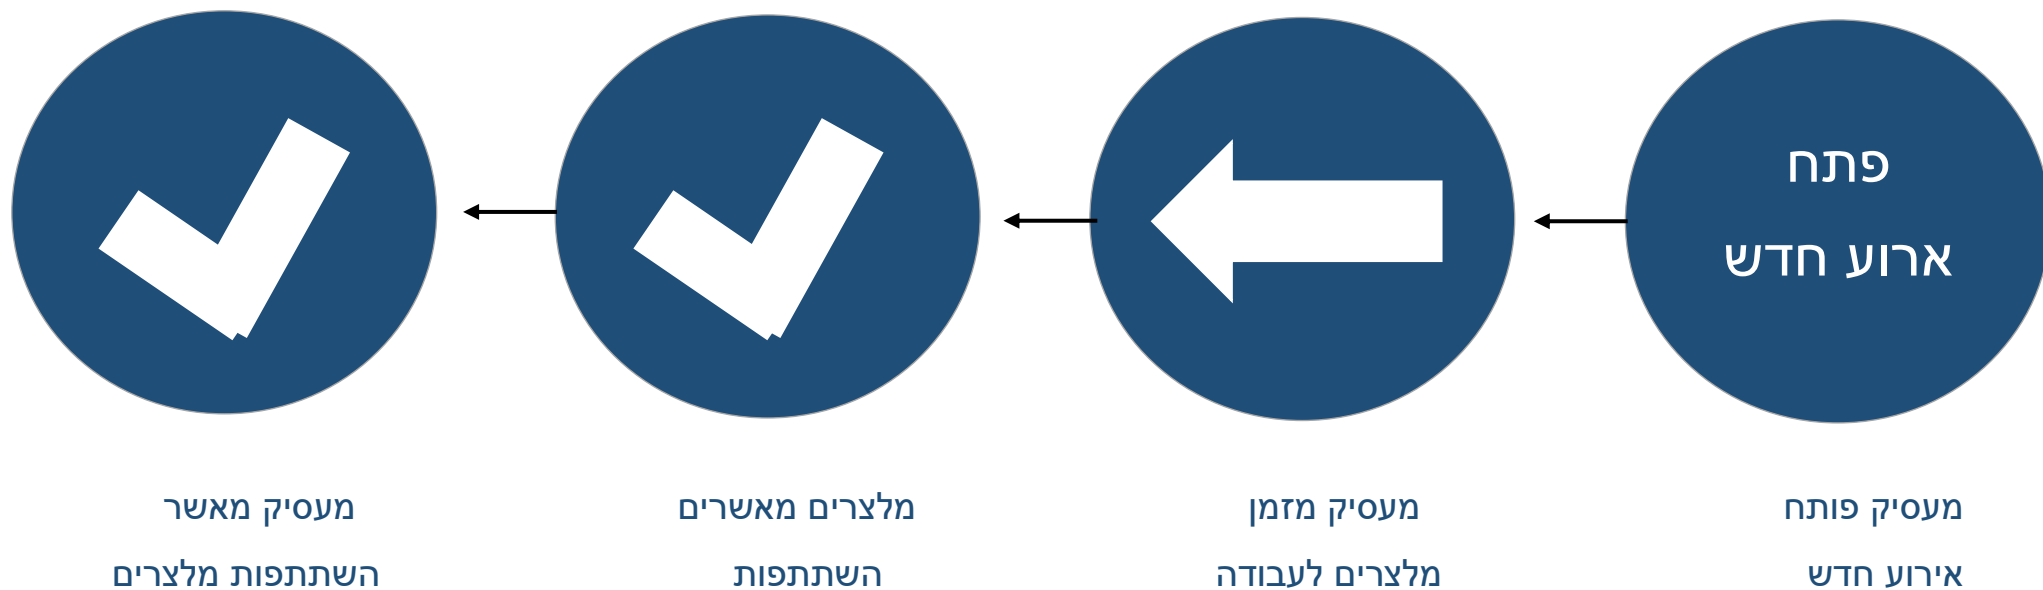 פתח
ארוע חדש
מעסיק פותח
אירוע חדש
מעסיק מזמן
מלצרים לעבודה
מלצרים מאשרים
השתתפות
מעסיק מאשר
השתתפות מלצרים